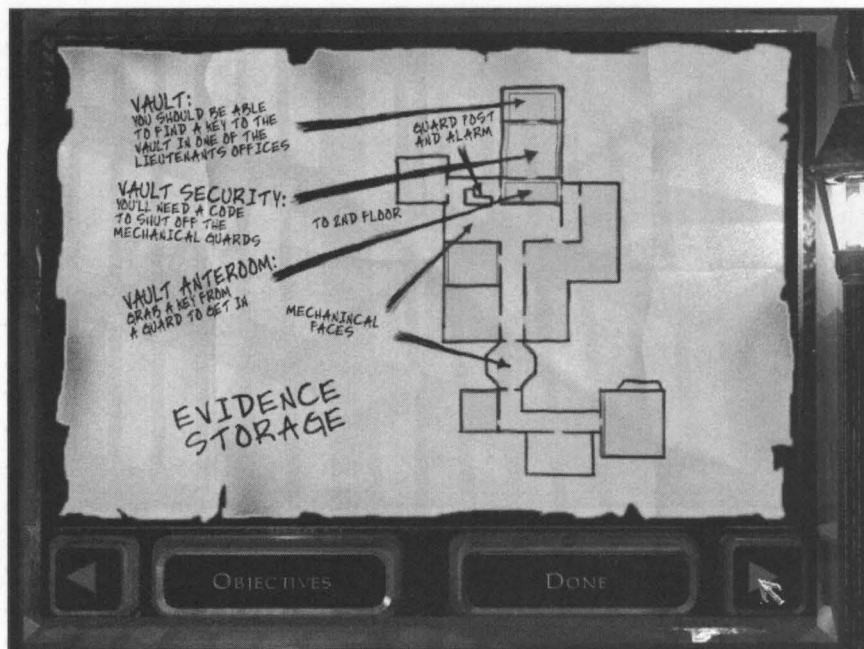 VAULT:
YOU SHOULD BE ABLE
TO FIND A KEY TO THE
VAULT IN ONE OF THE
LIEUTENANTS OFFICES
GUARD POST
AND ALARM
VAULT SECURITY:
YOU'LL NEED A CODE
TO SHUT OFF THE
MECHANICAL GUARDS
TO 2ND FLOOR
VAULT ANTEROOM:
GRAB A KEY FROM
A GUARD TO GET IN
MECHANINCAL
FACES
EVIDENCE
STORAGE
OBJECTIVES
DONE